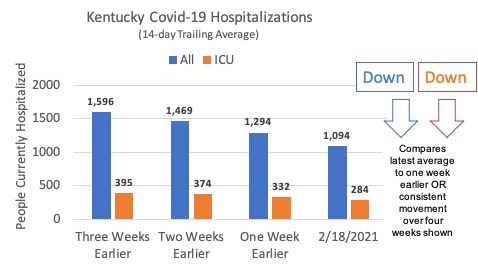 Kentucky Covid-19 Hospitalizations
(14-day Trailing Average)
All ICU
People Currently Hospitalized
2000
1500
1000
500
0
1,596
395
1,469
374
1,294
332
1,094
284
Three Weeks
Earlier
Two Weeks
Earlier
One Week
Earlier
2/18/2021
Down
Down
Compares
latest average
to one week
earlier OR
consistent
movement
over four
weeks shown